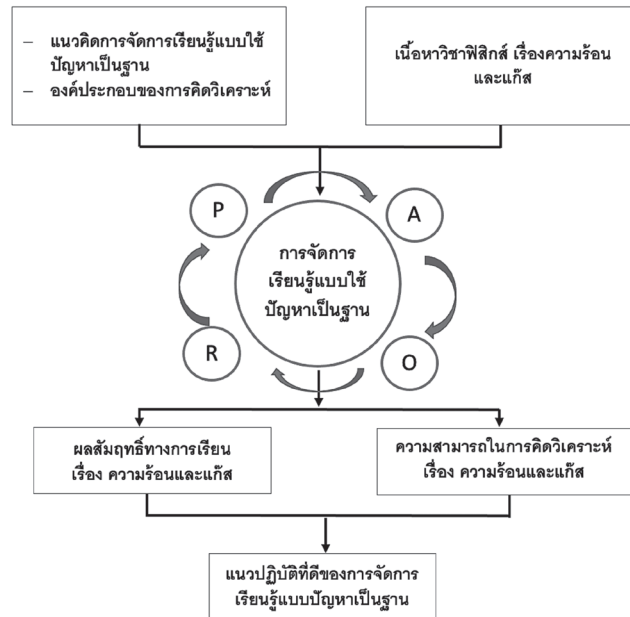 – แนวคิดการจัดการเรียนรู้แบบใช้
ปัญหาเป็นฐาน
– องค์ประกอบของการคิดวิเคราะห์
เนื้อหาวิชาฟิสิกส์ เรื่องความร้อน
และแก๊ส
P
A
การจัดการ
เรียนรู้แบบใช้
ปัญหาเป็นฐาน
R
O
ผลสัมฤทธิ์ทางการเรียน
เรื่อง ความร้อนและแก๊ส
ความสามารถในการคิดวิเคราะห์
เรื่อง ความร้อนและแก๊ส
แนวปฏิบัติที่ดีของการจัดการ
เรียนรู้แบบปัญหาเป็นฐาน